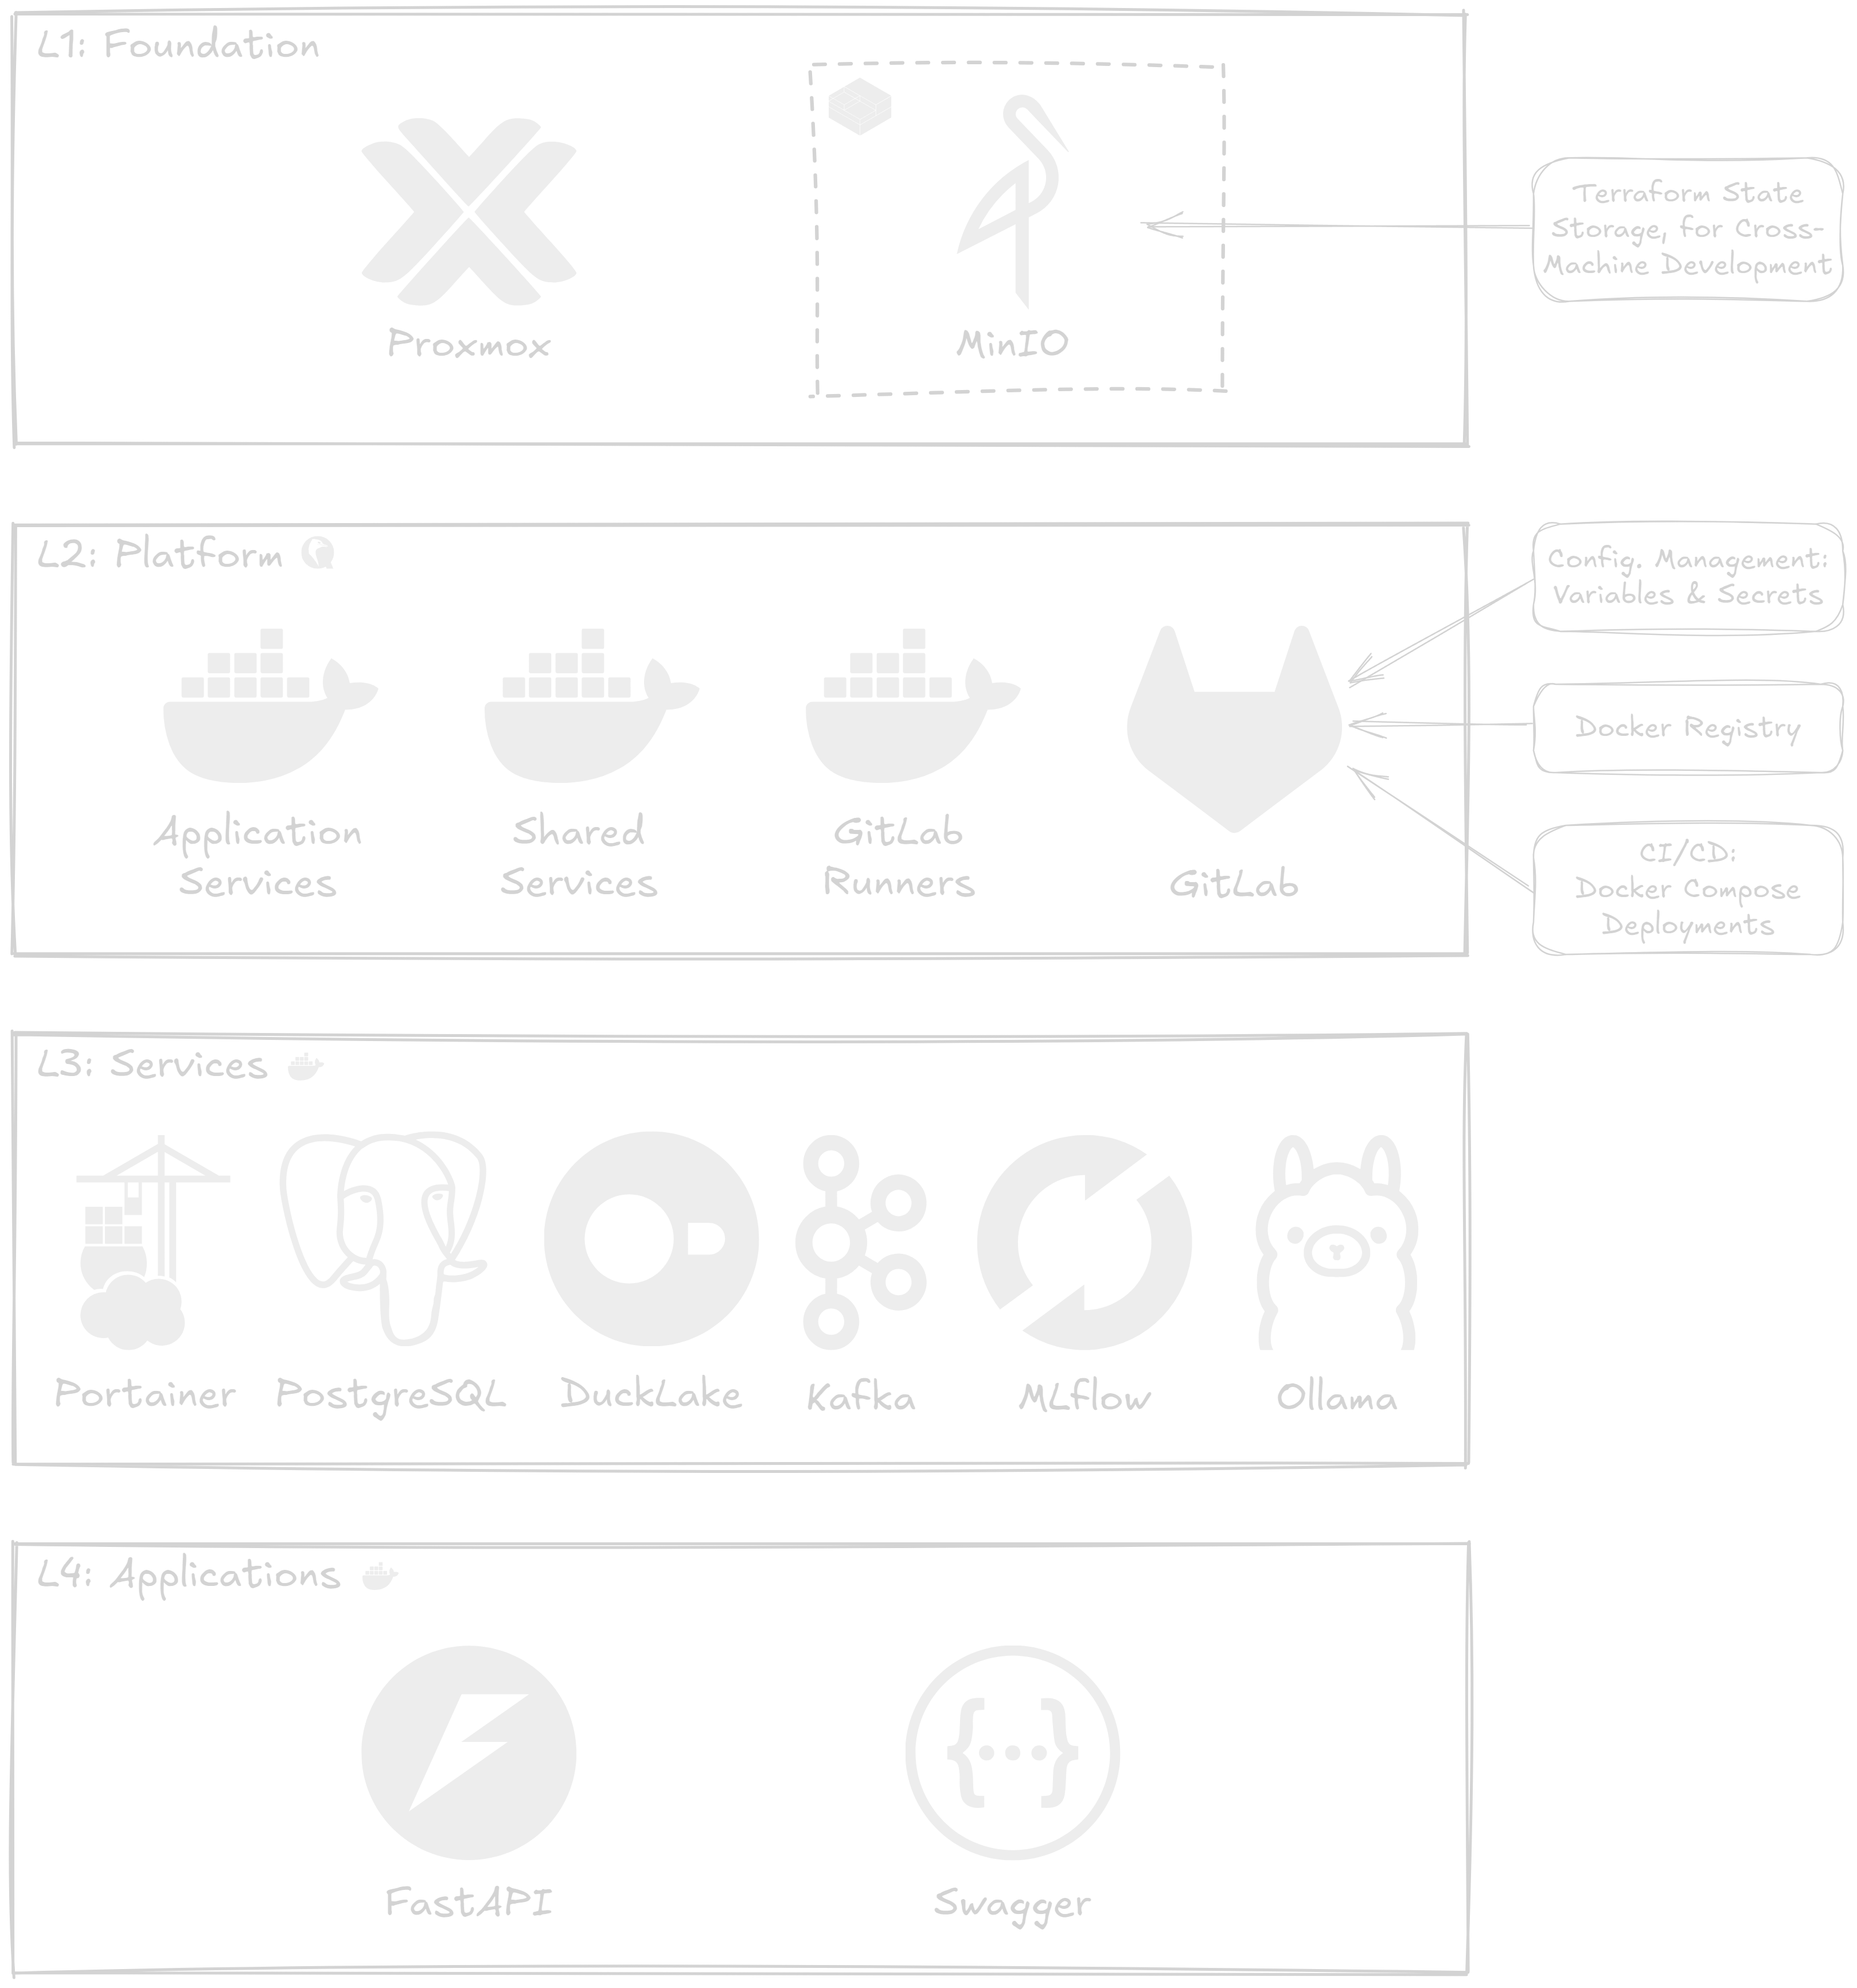 L1: Foundation
Proxmox
MinIO
Terraform State
Storage, for Cross-
Machine Development
L2: Platform
Application
Services
Shared
Services
GitLab
Runners
GitLab
Config. Management:
Variables & Secrets
Docker Registry
CI/CD:
Docker Compose
Deployments
L3: Services
Portainer
PostgreSQL
DuckLake
Kafka
MLflow
Ollama
L4: Applications
FastAPI
Swagger